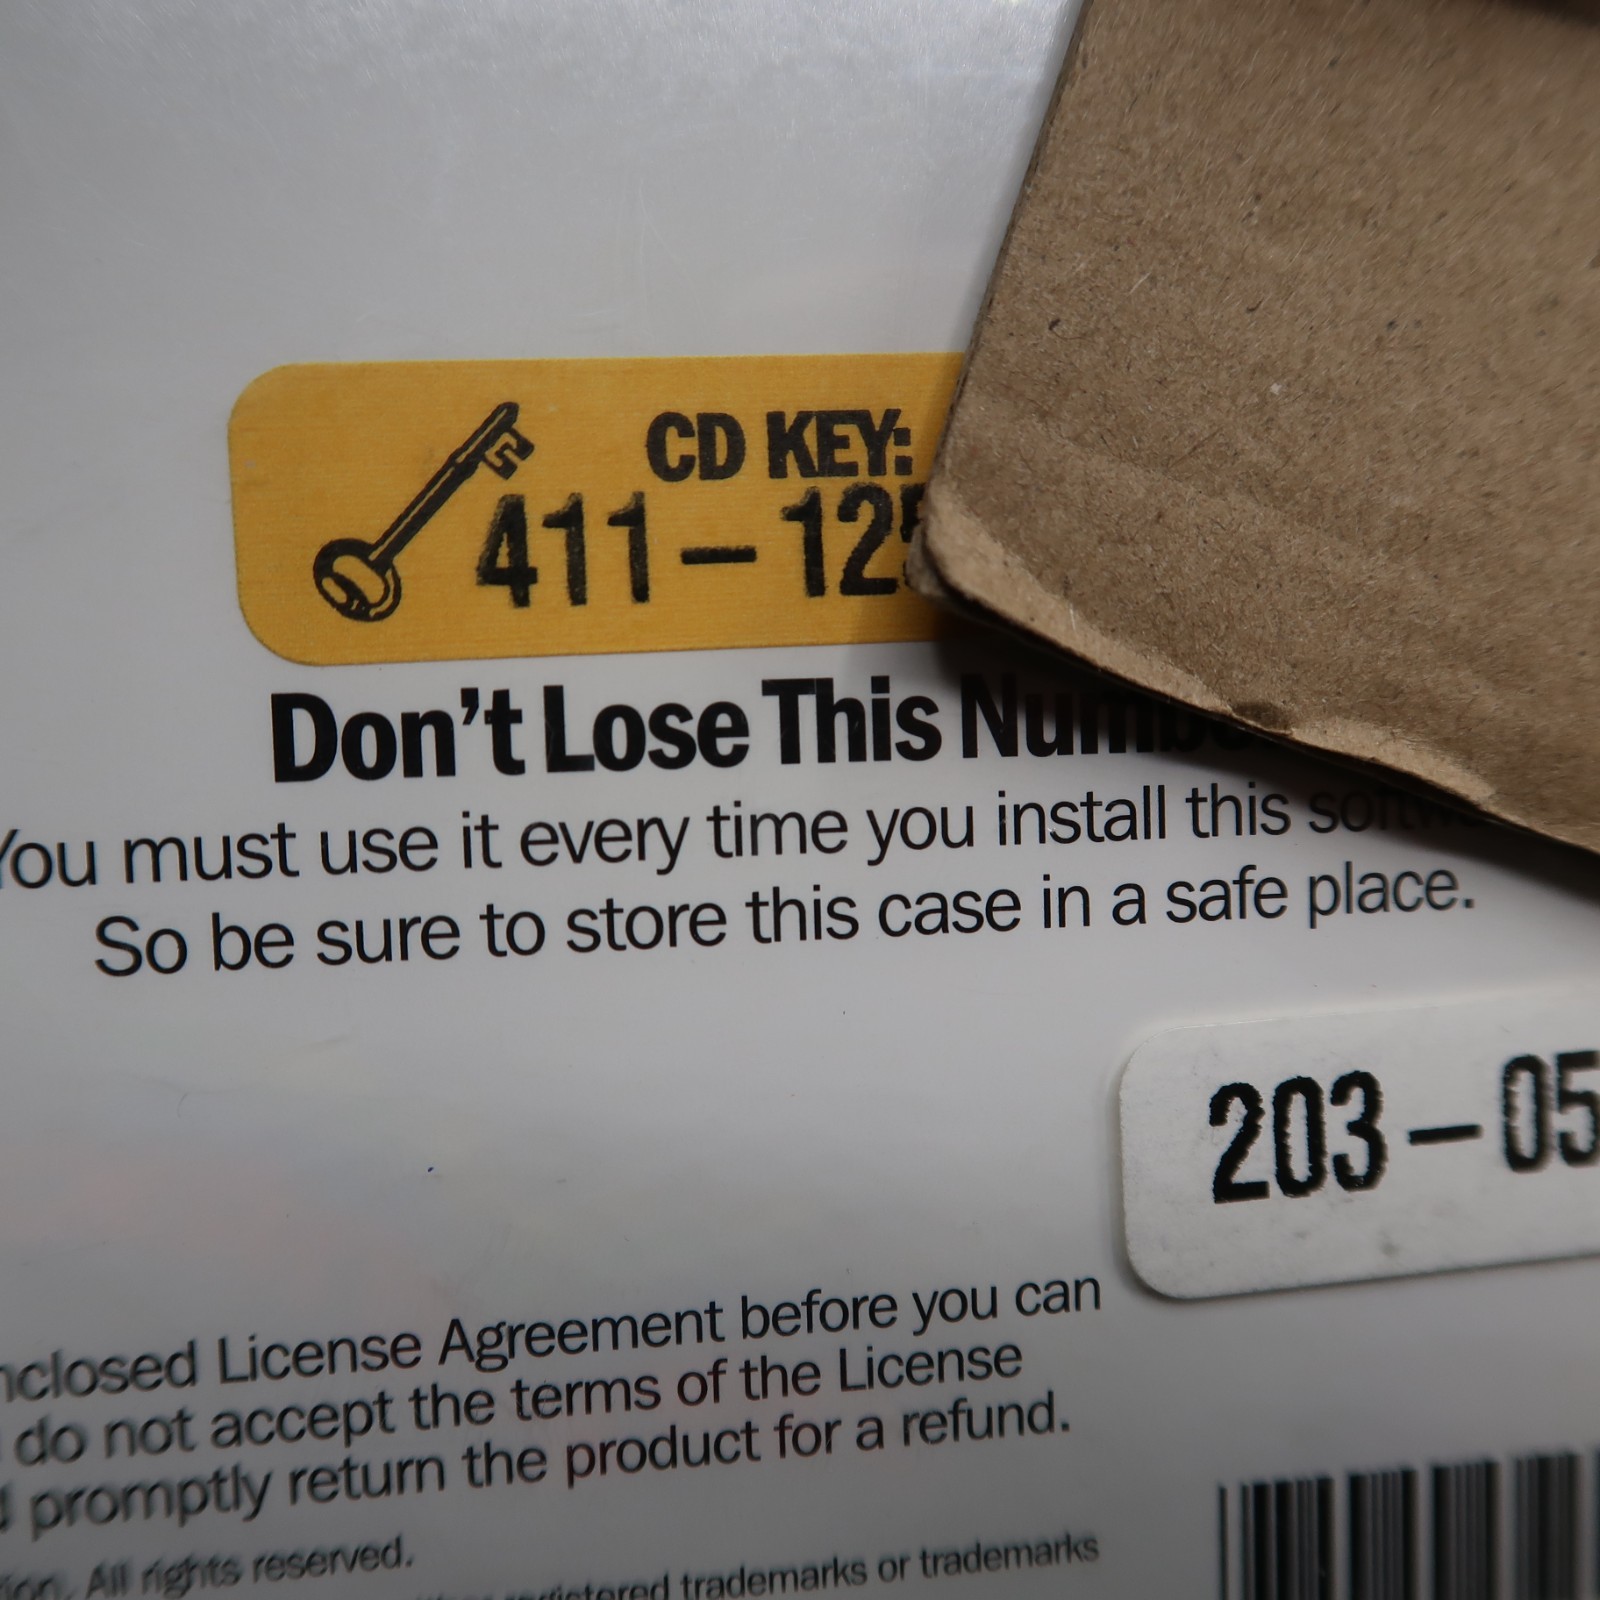 CD KEY:
411-12
Don't Lose This
You must use it every time you install this
So be sure to store this case in a safe place.
203-05
License Agreement before you can
do not accept the terms of the License
promptly return the product for a refund.
All rights reserved.
registered trademarks or trademarks